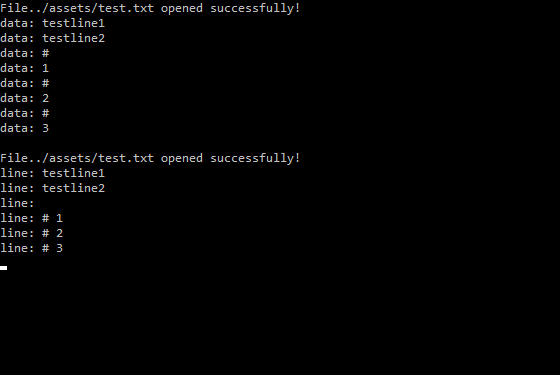 File../assets/test.txt opened successfully!
data: testline1
data: testline2
data: #
data: 1
data: #
data: 2
data: #
data: 3
File../assets/test.txt opened successfully!
line: testline1
line: testline2
line:
line: # 1
line: # 2
line: # 3